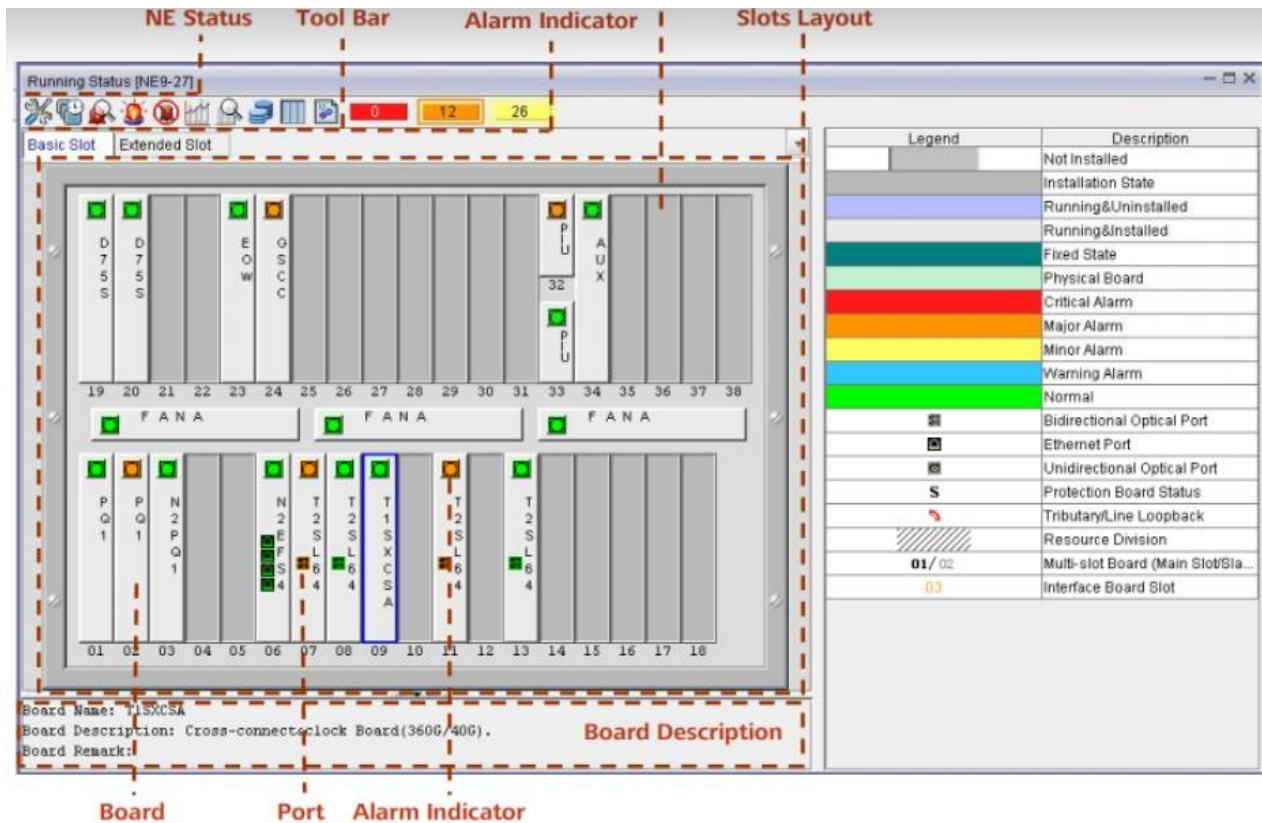 NE Status Tool Bar Alarm Indicator Slots Layout
Running Status [NE9-27]
0 12 26
Basic Slot Extended Slot
D75S D75S EOW GSCC PIU AUX
32
PIU
19 20 21 22 23 24 25 26 27 28 29 30 31 33 34 35 36 37 38
FANA FANA FANA
PQ1 PQ1 N2PQ1 N2EFS4 T2SL64 T2SL64 T1SXCSA T2SL64 T2SL64
01 02 03 04 05 06 07 08 09 10 11 12 13 14 15 16 17 18
Board Name: T1SXCSA
Board Description: Cross-connect&clock Board(360G/40G).
Board Remark:
Board Description
Legend Description
Not Installed
Installation State
Running&Uninstalled
Running&Installed
Fixed State
Physical Board
Critical Alarm
Major Alarm
Minor Alarm
Warning Alarm
Normal
Bidirectional Optical Port
Ethernet Port
Unidirectional Optical Port
S Protection Board Status
Tributary/Line Loopback
Resource Division
01/02 Multi-slot Board (Main Slot/Sla...
03 Interface Board Slot
Board Port Alarm Indicator